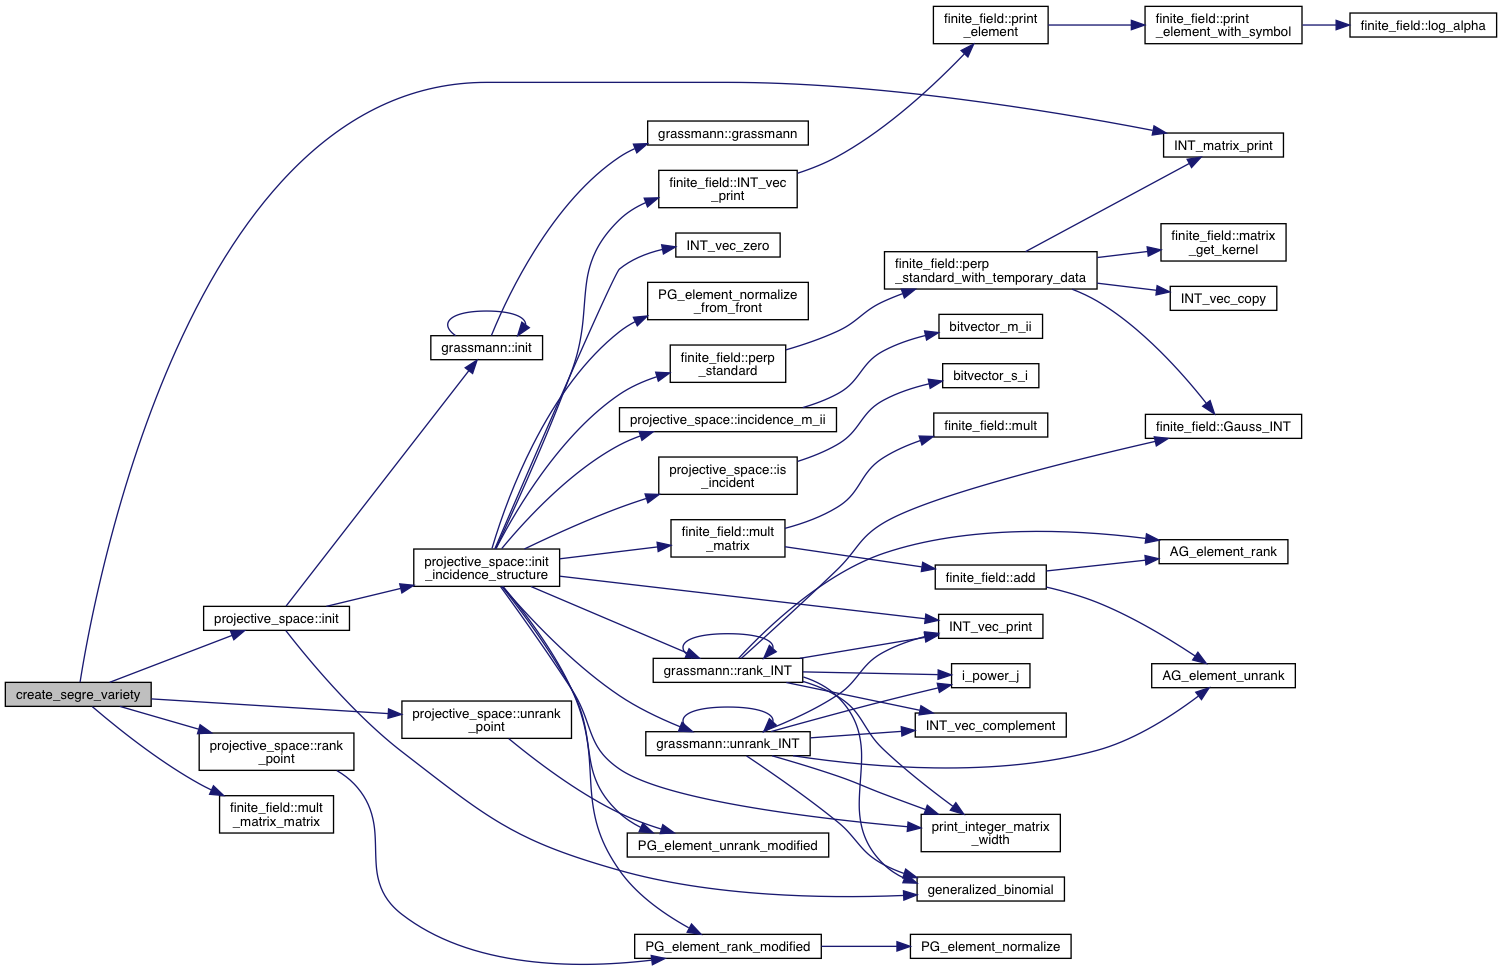 finite_field::print
_element
finite_field::print
_element_with_symbol
finite_field::log_alpha
grassmann::grassmann
INT_matrix_print
finite_field::INT_vec
_print
INT_vec_zero
finite_field::matrix
_get_kernel
finite_field::perp
_standard_with_temporary_data
PG_element_normalize
_from_front
INT_vec_copy
bitvector_m_ii
grassmann::init
finite_field::perp
_standard
bitvector_s_i
projective_space::incidence_m_ii
finite_field::mult
finite_field::Gauss_INT
projective_space::is
_incident
finite_field::mult
_matrix
AG_element_rank
projective_space::init
_incidence_structure
finite_field::add
projective_space::init
INT_vec_print
grassmann::rank_INT
i_power_j
AG_element_unrank
create_segre_variety
projective_space::unrank
_point
INT_vec_complement
projective_space::rank
_point
grassmann::unrank_INT
finite_field::mult
_matrix_matrix
print_integer_matrix
_width
PG_element_unrank_modified
generalized_binomial
PG_element_rank_modified
PG_element_normalize